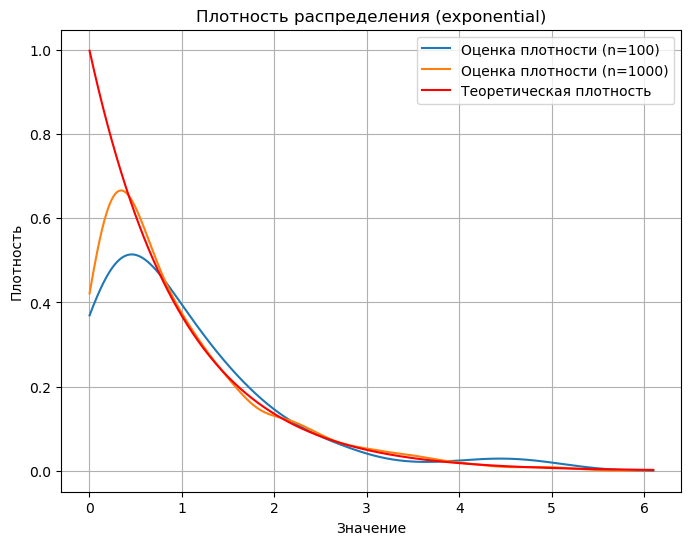 Плотность распределения (exponential)
Оценка плотности (n=100)
Оценка плотности (n=1000)
Теоретическая плотность
Плотность
1.0
0.8
0.6
0.4
0.2
0.0
0 1 2 3 4 5 6
Значение